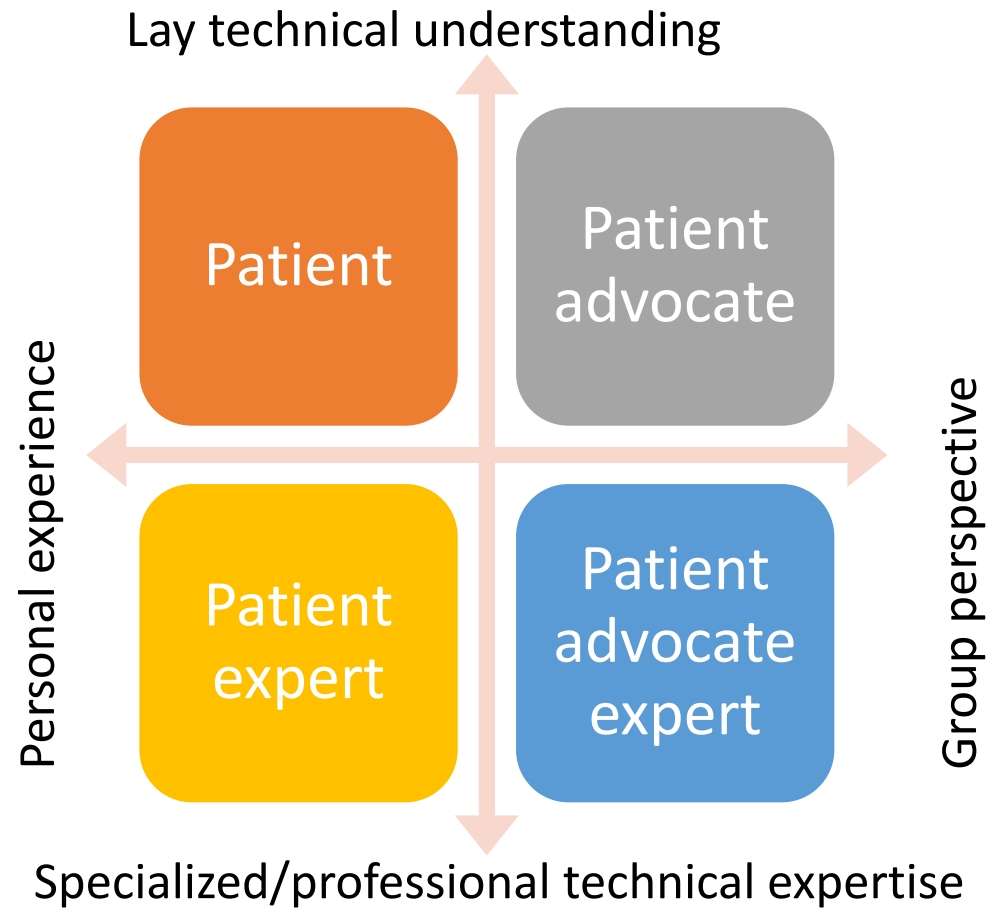 Lay technical understanding
Patient
Patient
advocate
Personal experience
Group perspective
Patient
expert
Patient
advocate
expert
Specialized/professional technical expertise